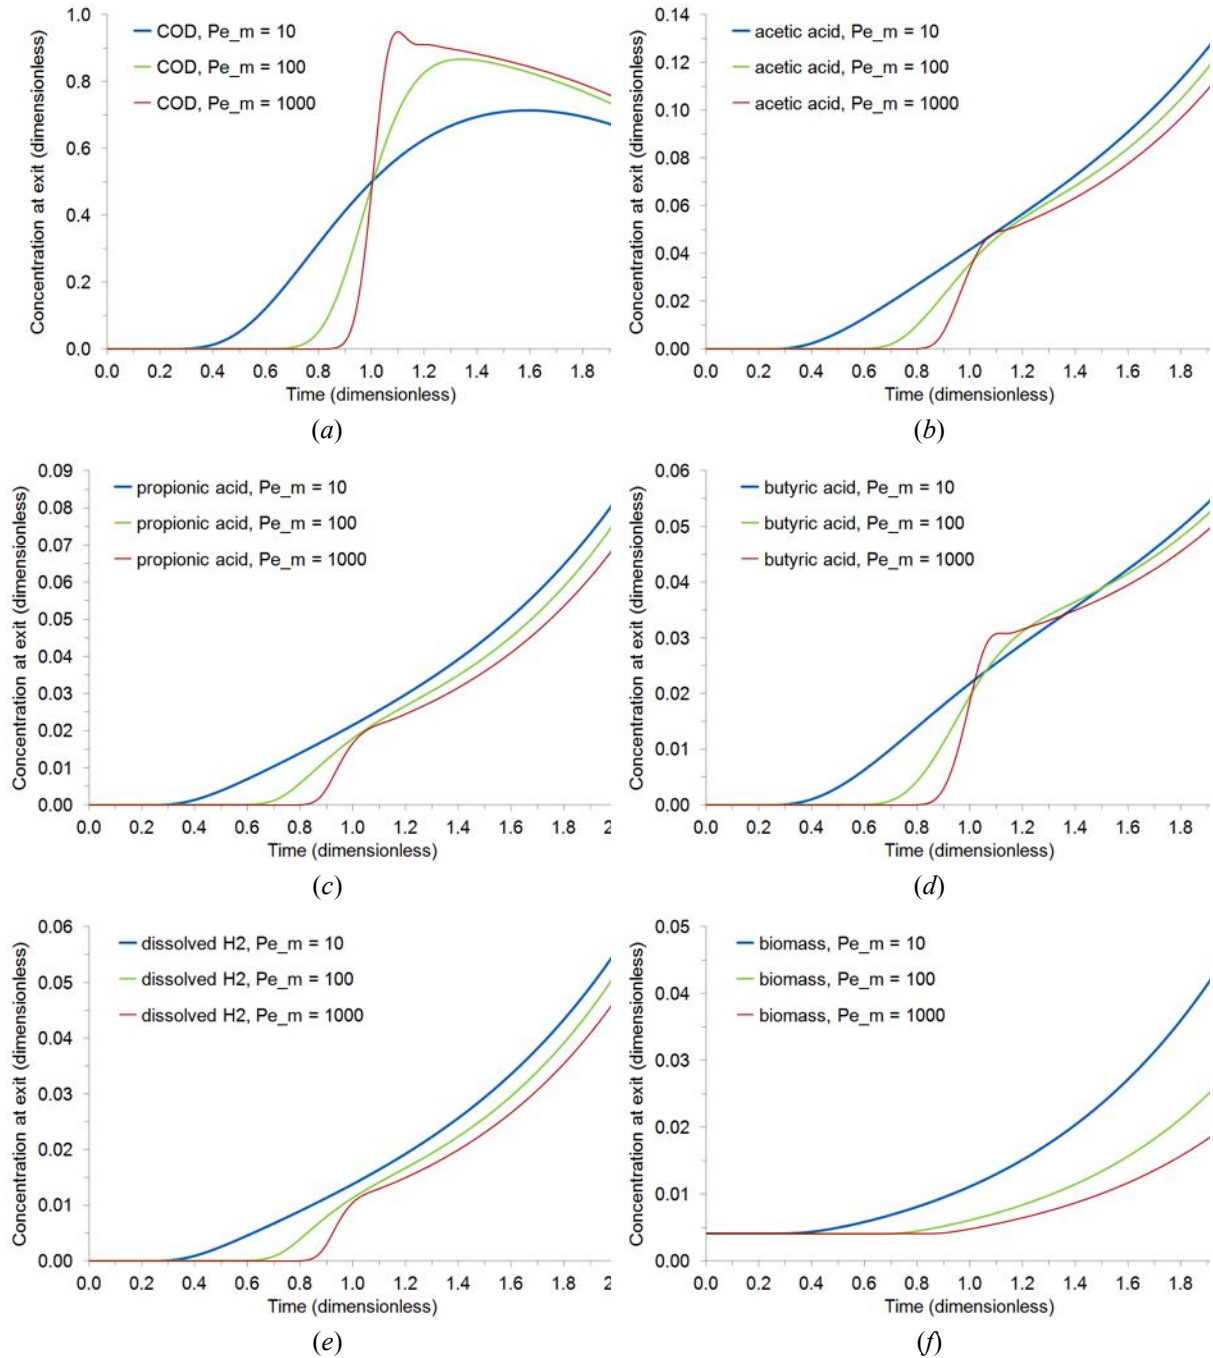 COD, Pe_m = 10
COD, Pe_m = 100
COD, Pe_m = 1000
Concentration at exit (dimensionless)
1.0
0.8
0.6
0.4
0.2
0.0
0.0 0.2 0.4 0.6 0.8 1.0 1.2 1.4 1.6 1.8
Time (dimensionless)
(a)
acetic acid, Pe_m = 10
acetic acid, Pe_m = 100
acetic acid, Pe_m = 1000
Concentration at exit (dimensionless)
0.14
0.12
0.10
0.08
0.06
0.04
0.02
0.00
0.0 0.2 0.4 0.6 0.8 1.0 1.2 1.4 1.6 1.8
Time (dimensionless)
(b)
propionic acid, Pe_m = 10
propionic acid, Pe_m = 100
propionic acid, Pe_m = 1000
Concentration at exit (dimensionless)
0.09
0.08
0.07
0.06
0.05
0.04
0.03
0.02
0.01
0.00
0.0 0.2 0.4 0.6 0.8 1.0 1.2 1.4 1.6 1.8 2
Time (dimensionless)
(c)
butyric acid, Pe_m = 10
butyric acid, Pe_m = 100
butyric acid, Pe_m = 1000
Concentration at exit (dimensionless)
0.06
0.05
0.04
0.03
0.02
0.01
0.00
0.0 0.2 0.4 0.6 0.8 1.0 1.2 1.4 1.6 1.8
Time (dimensionless)
(d)
dissolved H2, Pe_m = 10
dissolved H2, Pe_m = 100
dissolved H2, Pe_m = 1000
Concentration at exit (dimensionless)
0.06
0.05
0.04
0.03
0.02
0.01
0.00
0.0 0.2 0.4 0.6 0.8 1.0 1.2 1.4 1.6 1.8 2
Time (dimensionless)
(e)
biomass, Pe_m = 10
biomass, Pe_m = 100
biomass, Pe_m = 1000
Concentration at exit (dimensionless)
0.05
0.04
0.03
0.02
0.01
0.00
0.0 0.2 0.4 0.6 0.8 1.0 1.2 1.4 1.6 1.8
Time (dimensionless)
(f)